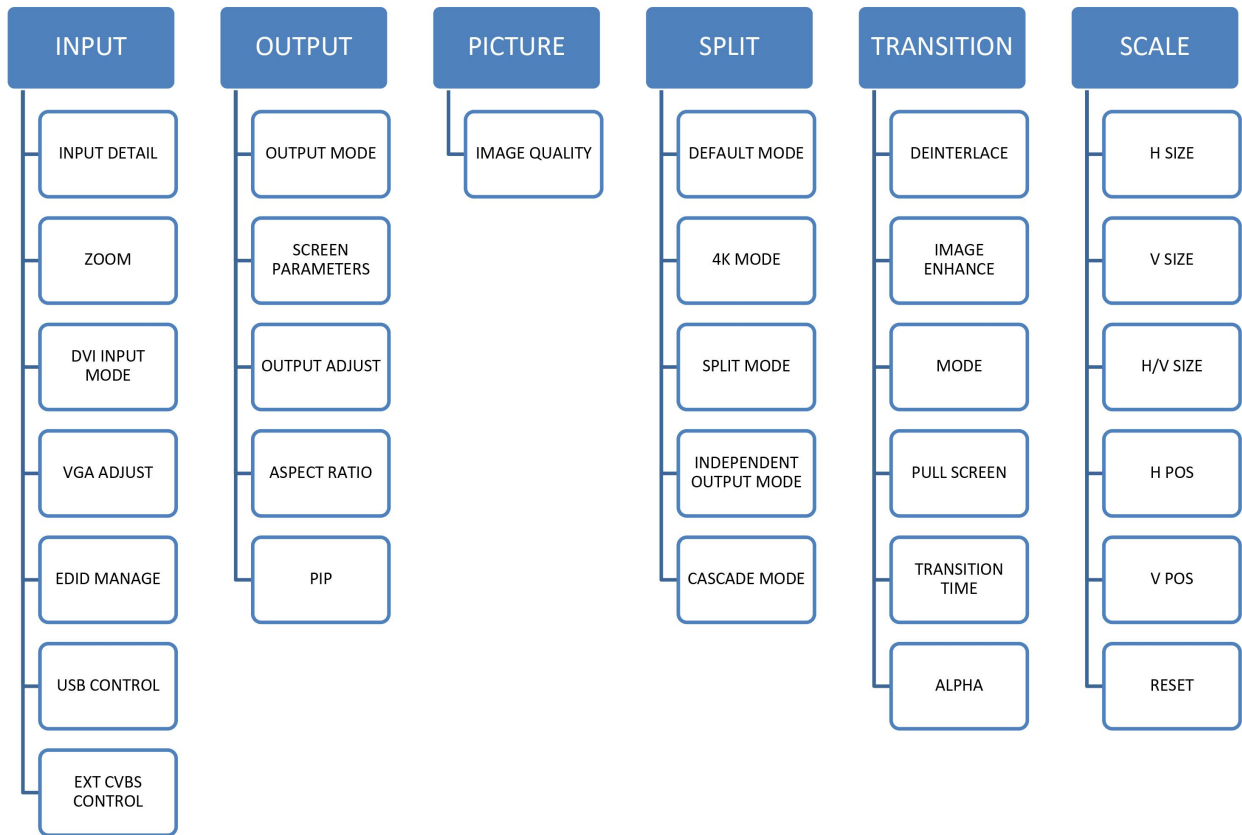 INPUT
INPUT DETAIL
ZOOM
DVI INPUT
MODE
VGA ADJUST
EDID MANAGE
USB CONTROL
EXT CVBS
CONTROL
OUTPUT
OUTPUT MODE
SCREEN
PARAMETERS
OUTPUT ADJUST
ASPECT RATIO
PIP
PICTURE
IMAGE QUALITY
SPLIT
DEFAULT MODE
4K MODE
SPLIT MODE
INDEPENDENT
OUTPUT MODE
CASCADE MODE
TRANSITION
DEINTERLACE
IMAGE
ENHANCE
MODE
PULL SCREEN
TRANSITION
TIME
ALPHA
SCALE
H SIZE
V SIZE
H/V SIZE
H POS
V POS
RESET